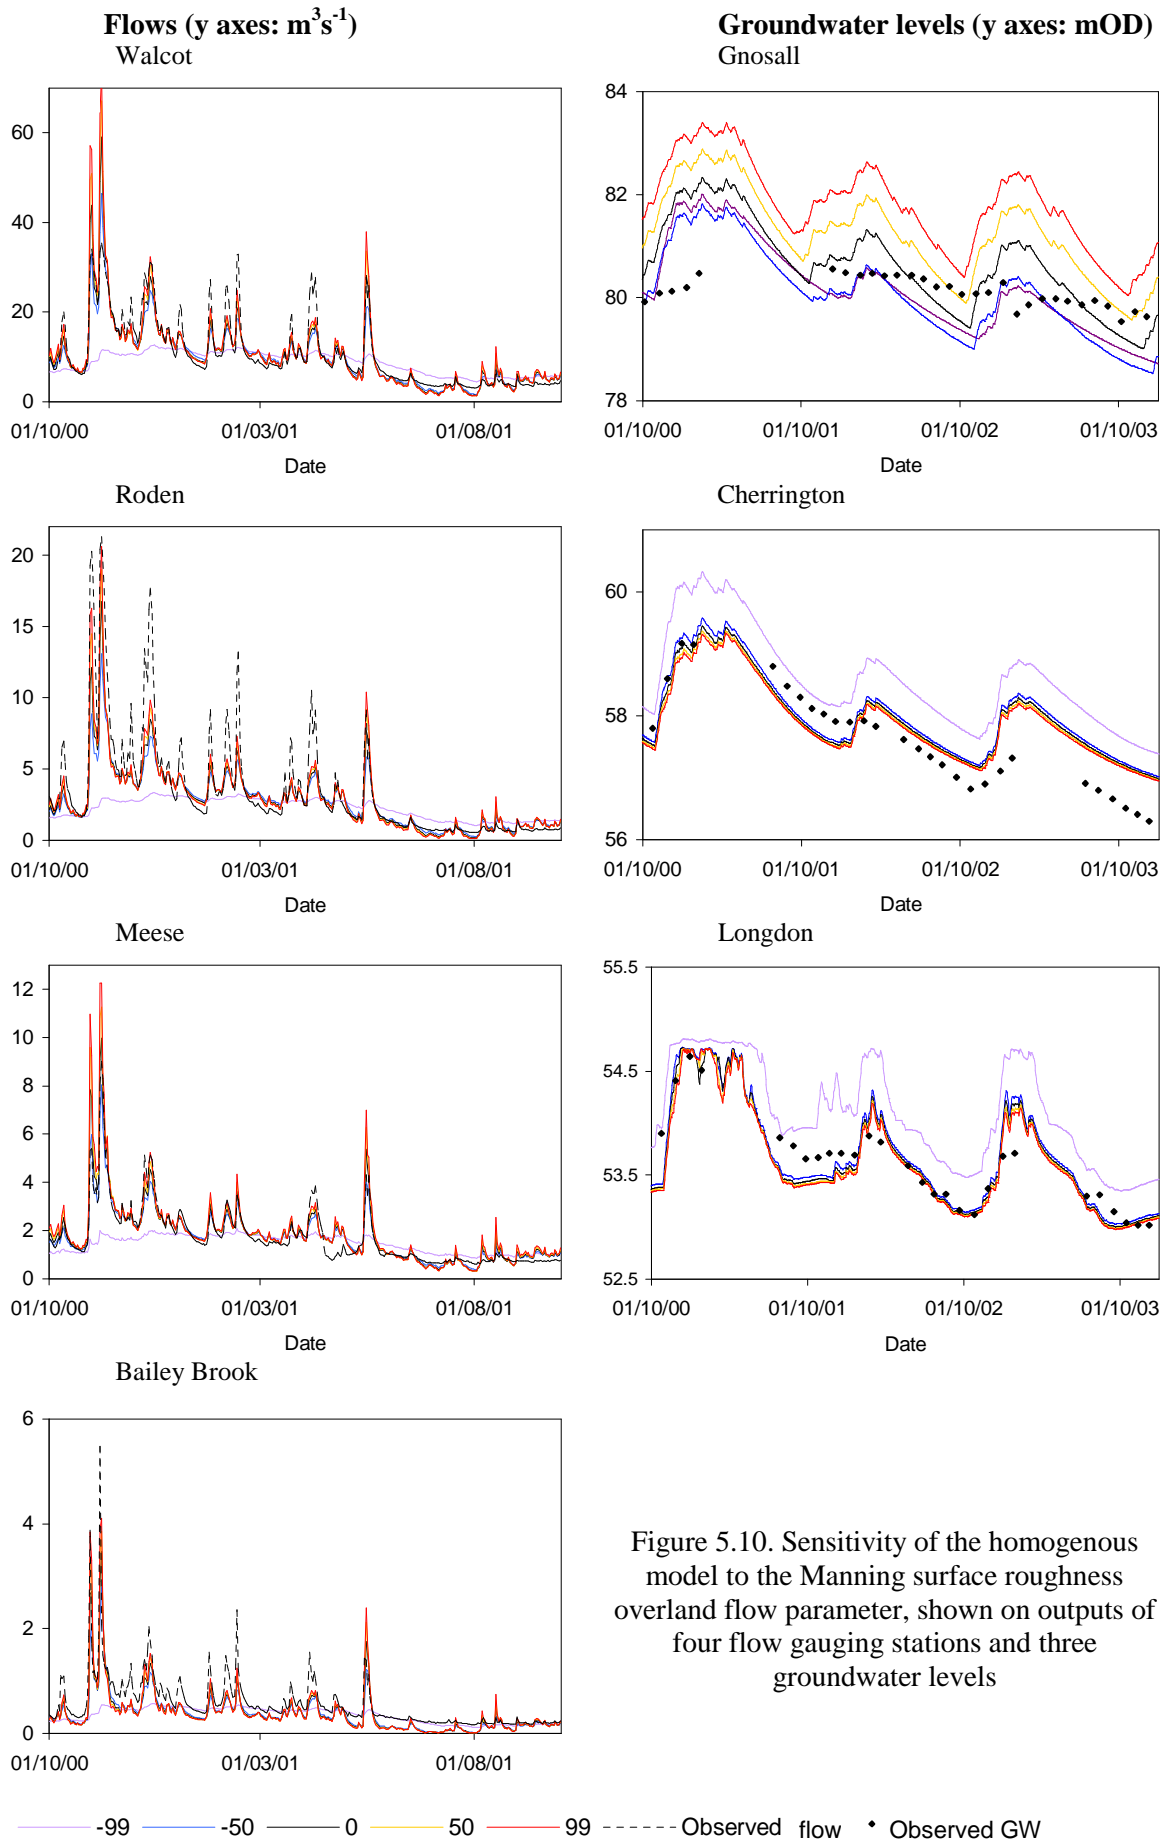 Flows (y axes: m³s⁻¹)
Groundwater levels (y axes: mOD)
Walcot
60
40
20
0
01/10/00 01/03/01 01/08/01
Date
Gnosall
84
82
80
78
01/10/00 01/10/01 01/10/02 01/10/03
Date
Roden
20
15
10
5
0
01/10/00 01/03/01 01/08/01
Date
Cherrington
60
58
56
01/10/00 01/10/01 01/10/02 01/10/03
Date
Meese
12
10
8
6
4
2
0
01/10/00 01/03/01 01/08/01
Date
Longdon
55.5
54.5
53.5
52.5
01/10/00 01/10/01 01/10/02 01/10/03
Date
Bailey Brook
6
4
2
0
01/10/00 01/03/01 01/08/01
Figure 5.10. Sensitivity of the homogenous
model to the Manning surface roughness
overland flow parameter, shown on outputs of
four flow gauging stations and three
groundwater levels
-99 -50 0 50 99 Observed flow Observed GW